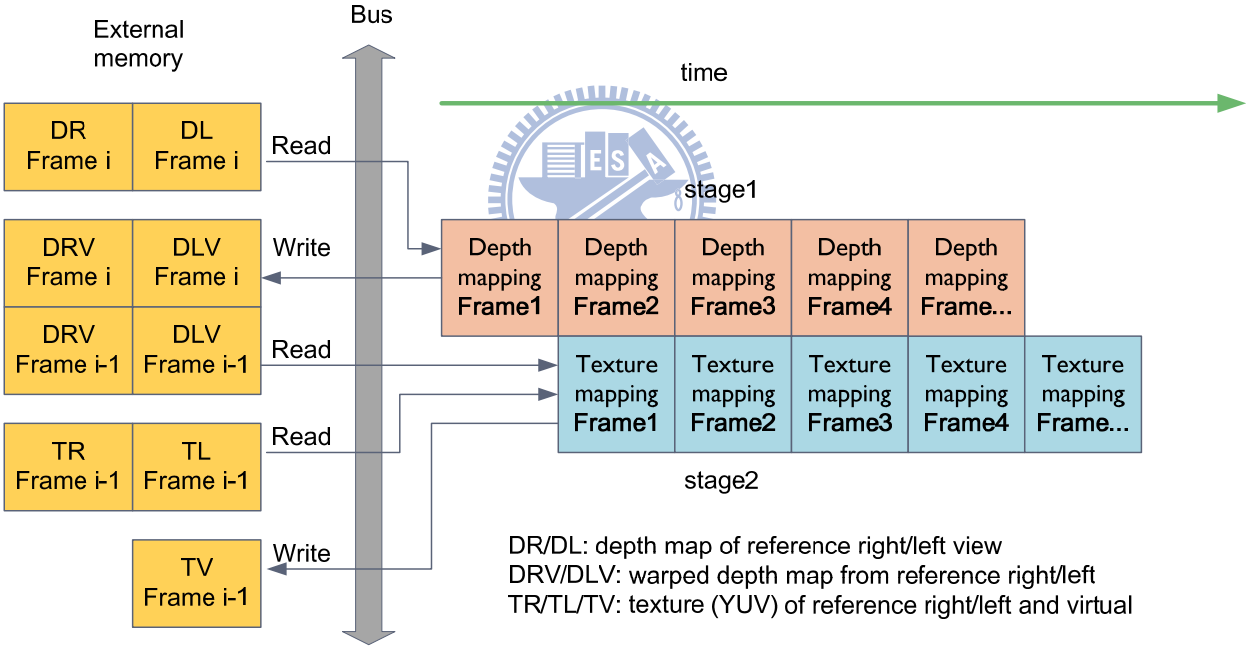 External
memory
Bus
time
DR
Frame i
DL
Frame i
Read
E S A
stage1
DRV
Frame i
DLV
Frame i
Write
Depth
mapping
Frame1
Depth
mapping
Frame2
Depth
mapping
Frame3
Depth
mapping
Frame4
Depth
mapping
Frame...
DRV
Frame i-1
DLV
Frame i-1
Read
Texture
mapping
Frame1
Texture
mapping
Frame2
Texture
mapping
Frame3
Texture
mapping
Frame4
Texture
mapping
Frame...
TR
Frame i-1
TL
Frame i-1
Read
stage2
TV
Frame i-1
Write
DR/DL: depth map of reference right/left view
DRV/DLV: warped depth map from reference right/left
TR/TL/TV: texture (YUV) of reference right/left and virtual